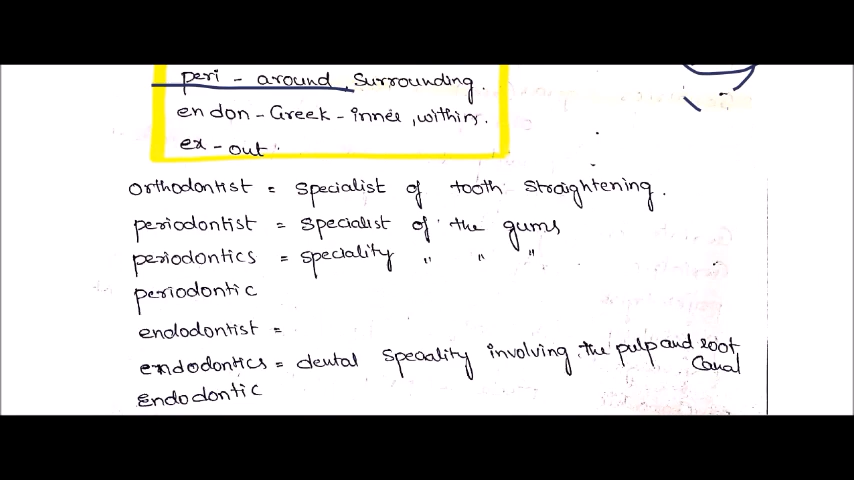 peri - around, surrounding.
endon - Greek - inner, within.
ex - out.
orthodontist = specialist of tooth straightening.
periodontist = specialist of the gums
periodontics = speciality " " "
periodontic
endodontist =
endodontics = dental speciality involving the pulp and root canal
Endodontic